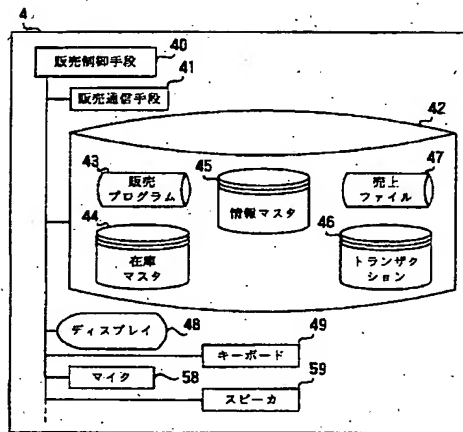 4
販売制御手段
40
41
販売通信手段
42
43
販売
プログラム
45
情報マスタ
47
売上
ファイル
44
在庫
マスタ
46
トランザク
ション
ディスプレイ
48
49
キーボード
マイク
58
59
スピーカ